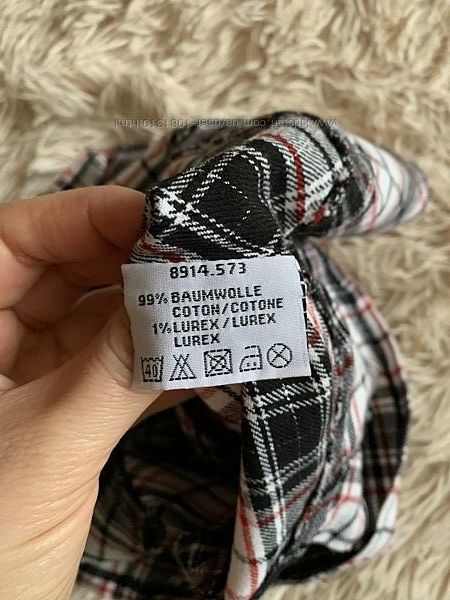 8914.573
99% BAUMWOLLE
COTON/COTONE
1% LUREX/LUREX
LUREX
40